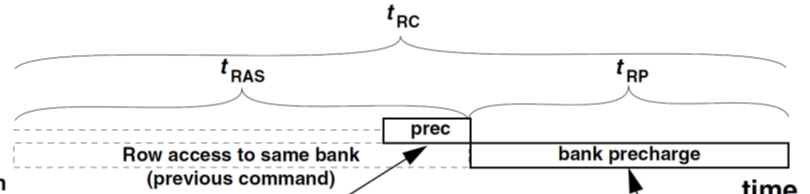 tRC
tRAS
tRP
prec
Row access to same bank
bank precharge
(previous command)
time